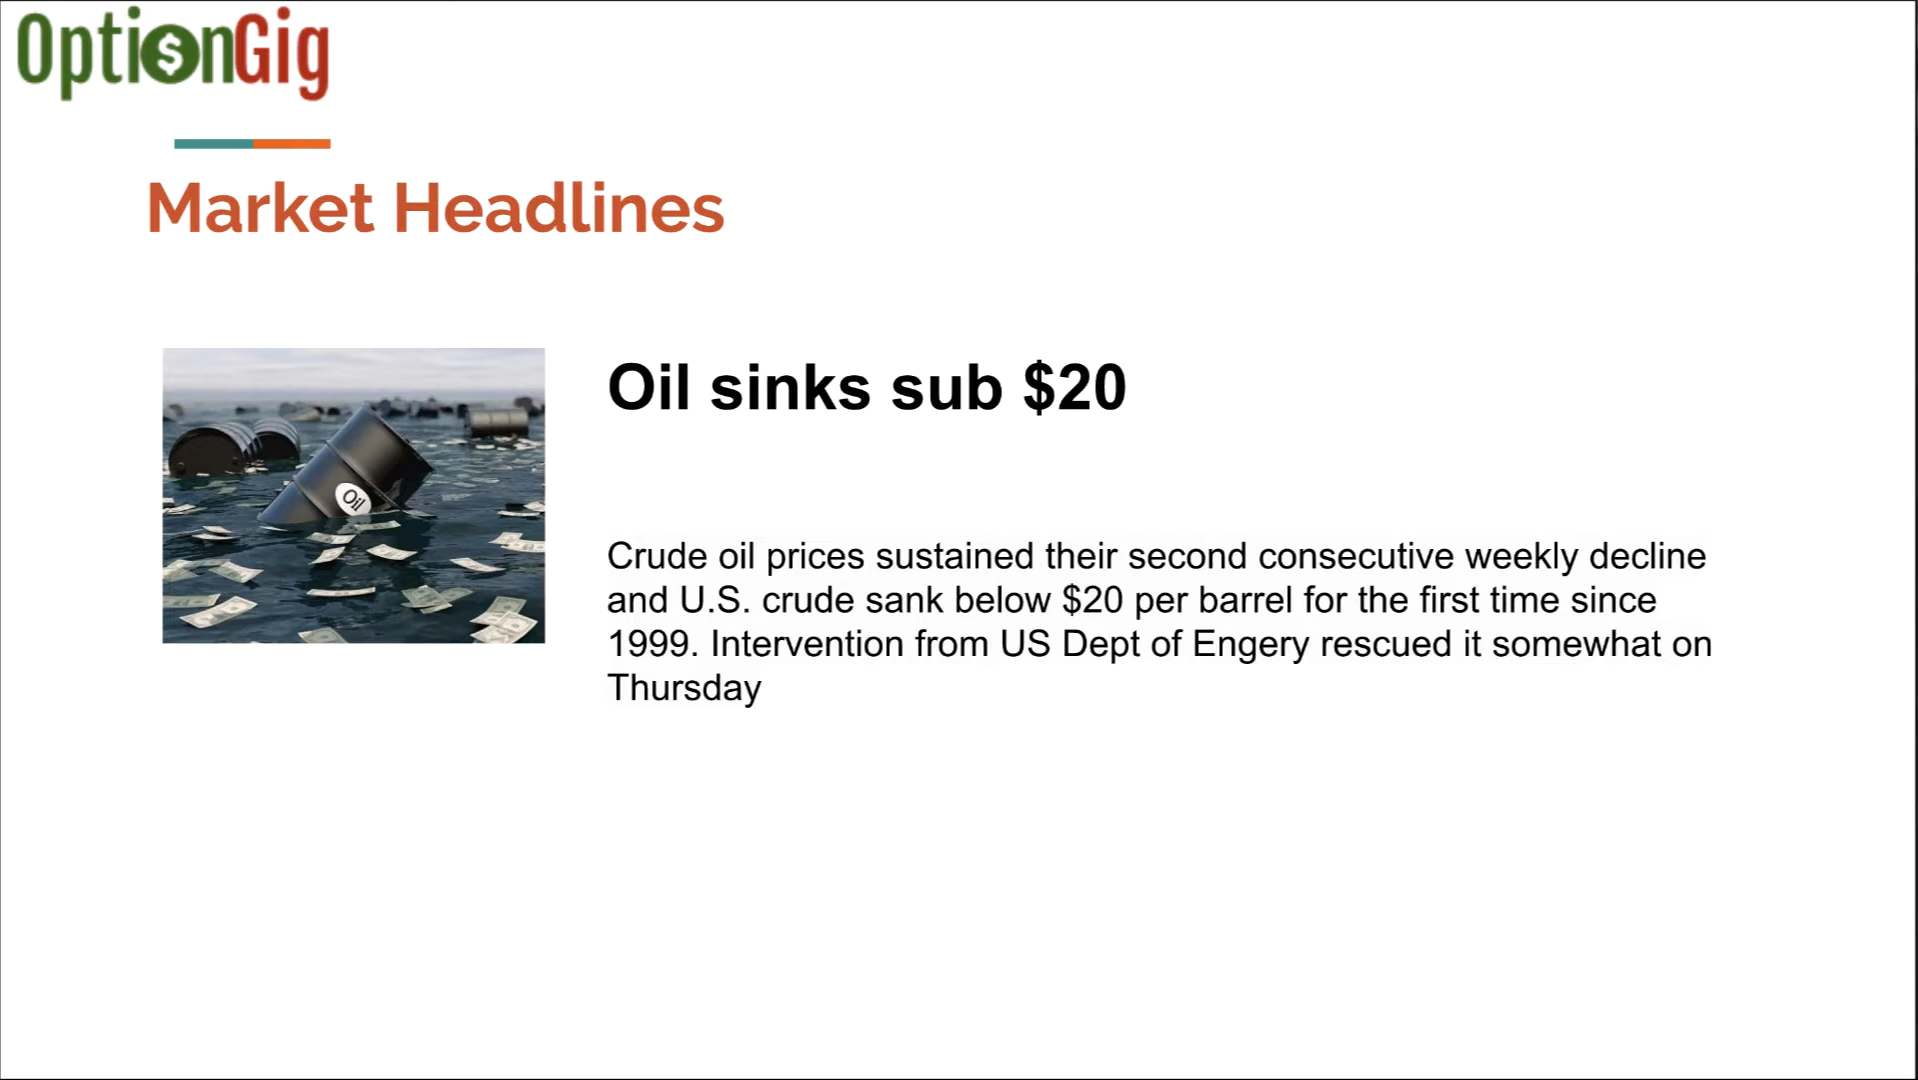 OptionGig
Market Headlines
Oil sinks sub $20
Oil
Crude oil prices sustained their second consecutive weekly decline
and U.S. crude sank below $20 per barrel for the first time since
1999. Intervention from US Dept of Engery rescued it somewhat on
Thursday